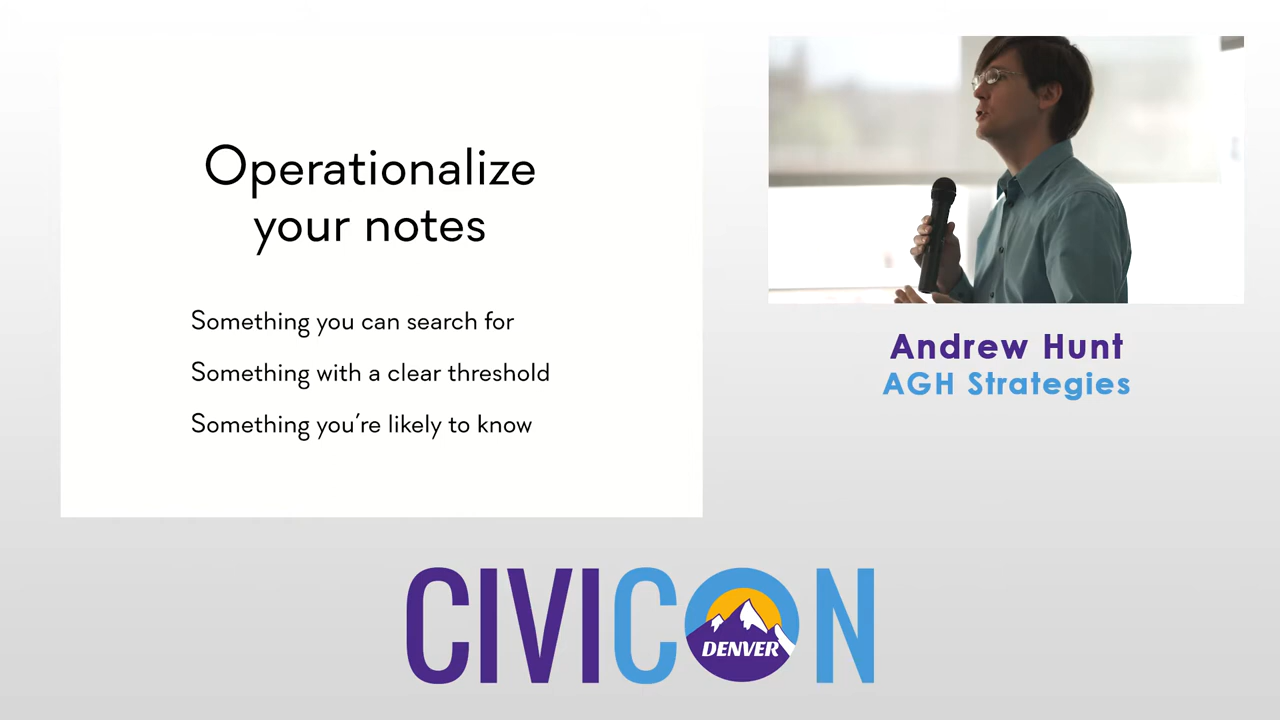 Operationalize
your notes
Something you can search for
Something with a clear threshold
Something you're likely to know
Andrew Hunt
AGH Strategies
CIVICON
DENVER